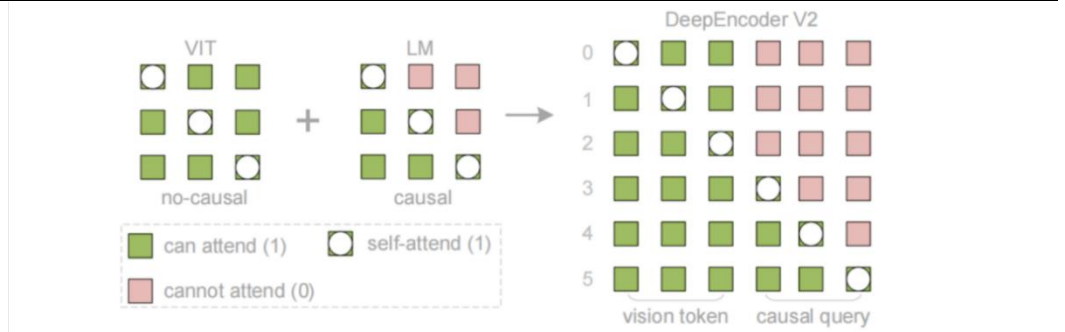 DeepEncoder V2
VIT
LM
0
1
2
3
4
5
+
no-causal
causal
can attend (1)
self-attend (1)
cannot attend (0)
vision token
causal query